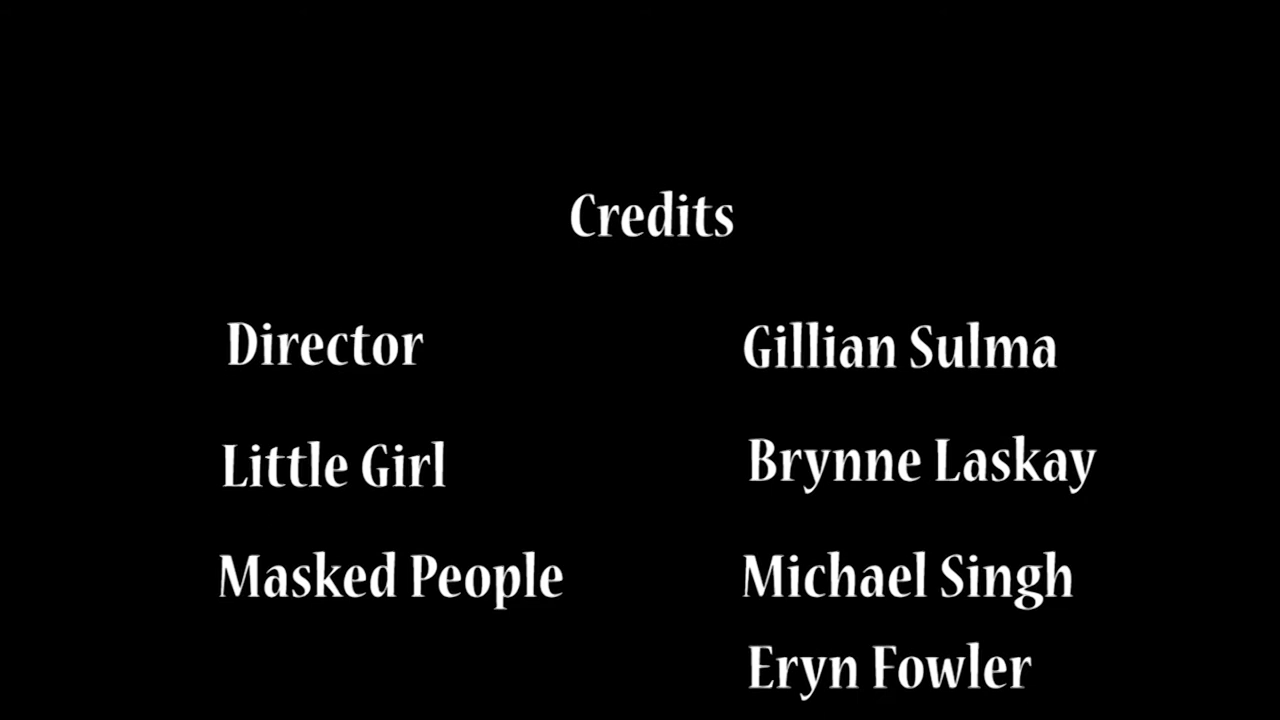 Credits
Director Gillian Sulma
Little Girl Brynne Laskay
Masked People Michael Singh
Eryn Fowler